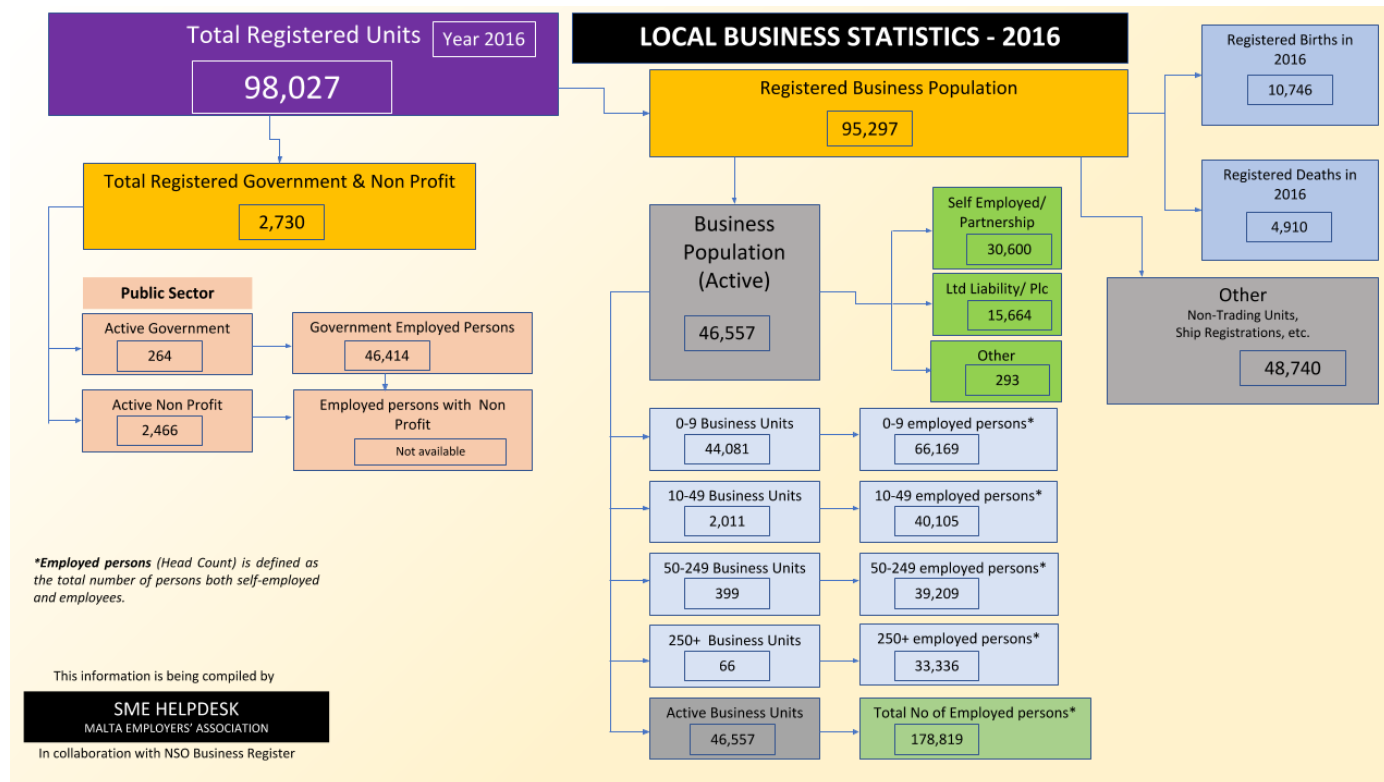 Total Registered Units
Year 2016
98,027
LOCAL BUSINESS STATISTICS - 2016
Registered Business Population
95,297
Registered Births in
2016
10,746
Registered Deaths in
2016
4,910
Total Registered Government & Non Profit
2,730
Public Sector
Active Government
264
Government Employed Persons
46,414
Active Non Profit
2,466
Employed persons with Non
Profit
Not available
Business
Population
(Active)
46,557
Self Employed/
Partnership
30,600
Ltd Liability/ Plc
15,664
Other
293
Other
Non-Trading Units,
Ship Registrations, etc.
48,740
0-9 Business Units
44,081
0-9 employed persons*
66,169
10-49 Business Units
2,011
10-49 employed persons*
40,105
50-249 Business Units
399
50-249 employed persons*
39,209
250+ Business Units
66
250+ employed persons*
33,336
Active Business Units
46,557
Total No of Employed persons*
178,819
*Employed persons (Head Count) is defined as
the total number of persons both self-employed
and employees.
This information is being compiled by
SME HELPDESK
MALTA EMPLOYERS' ASSOCIATION
In collaboration with NSO Business Register